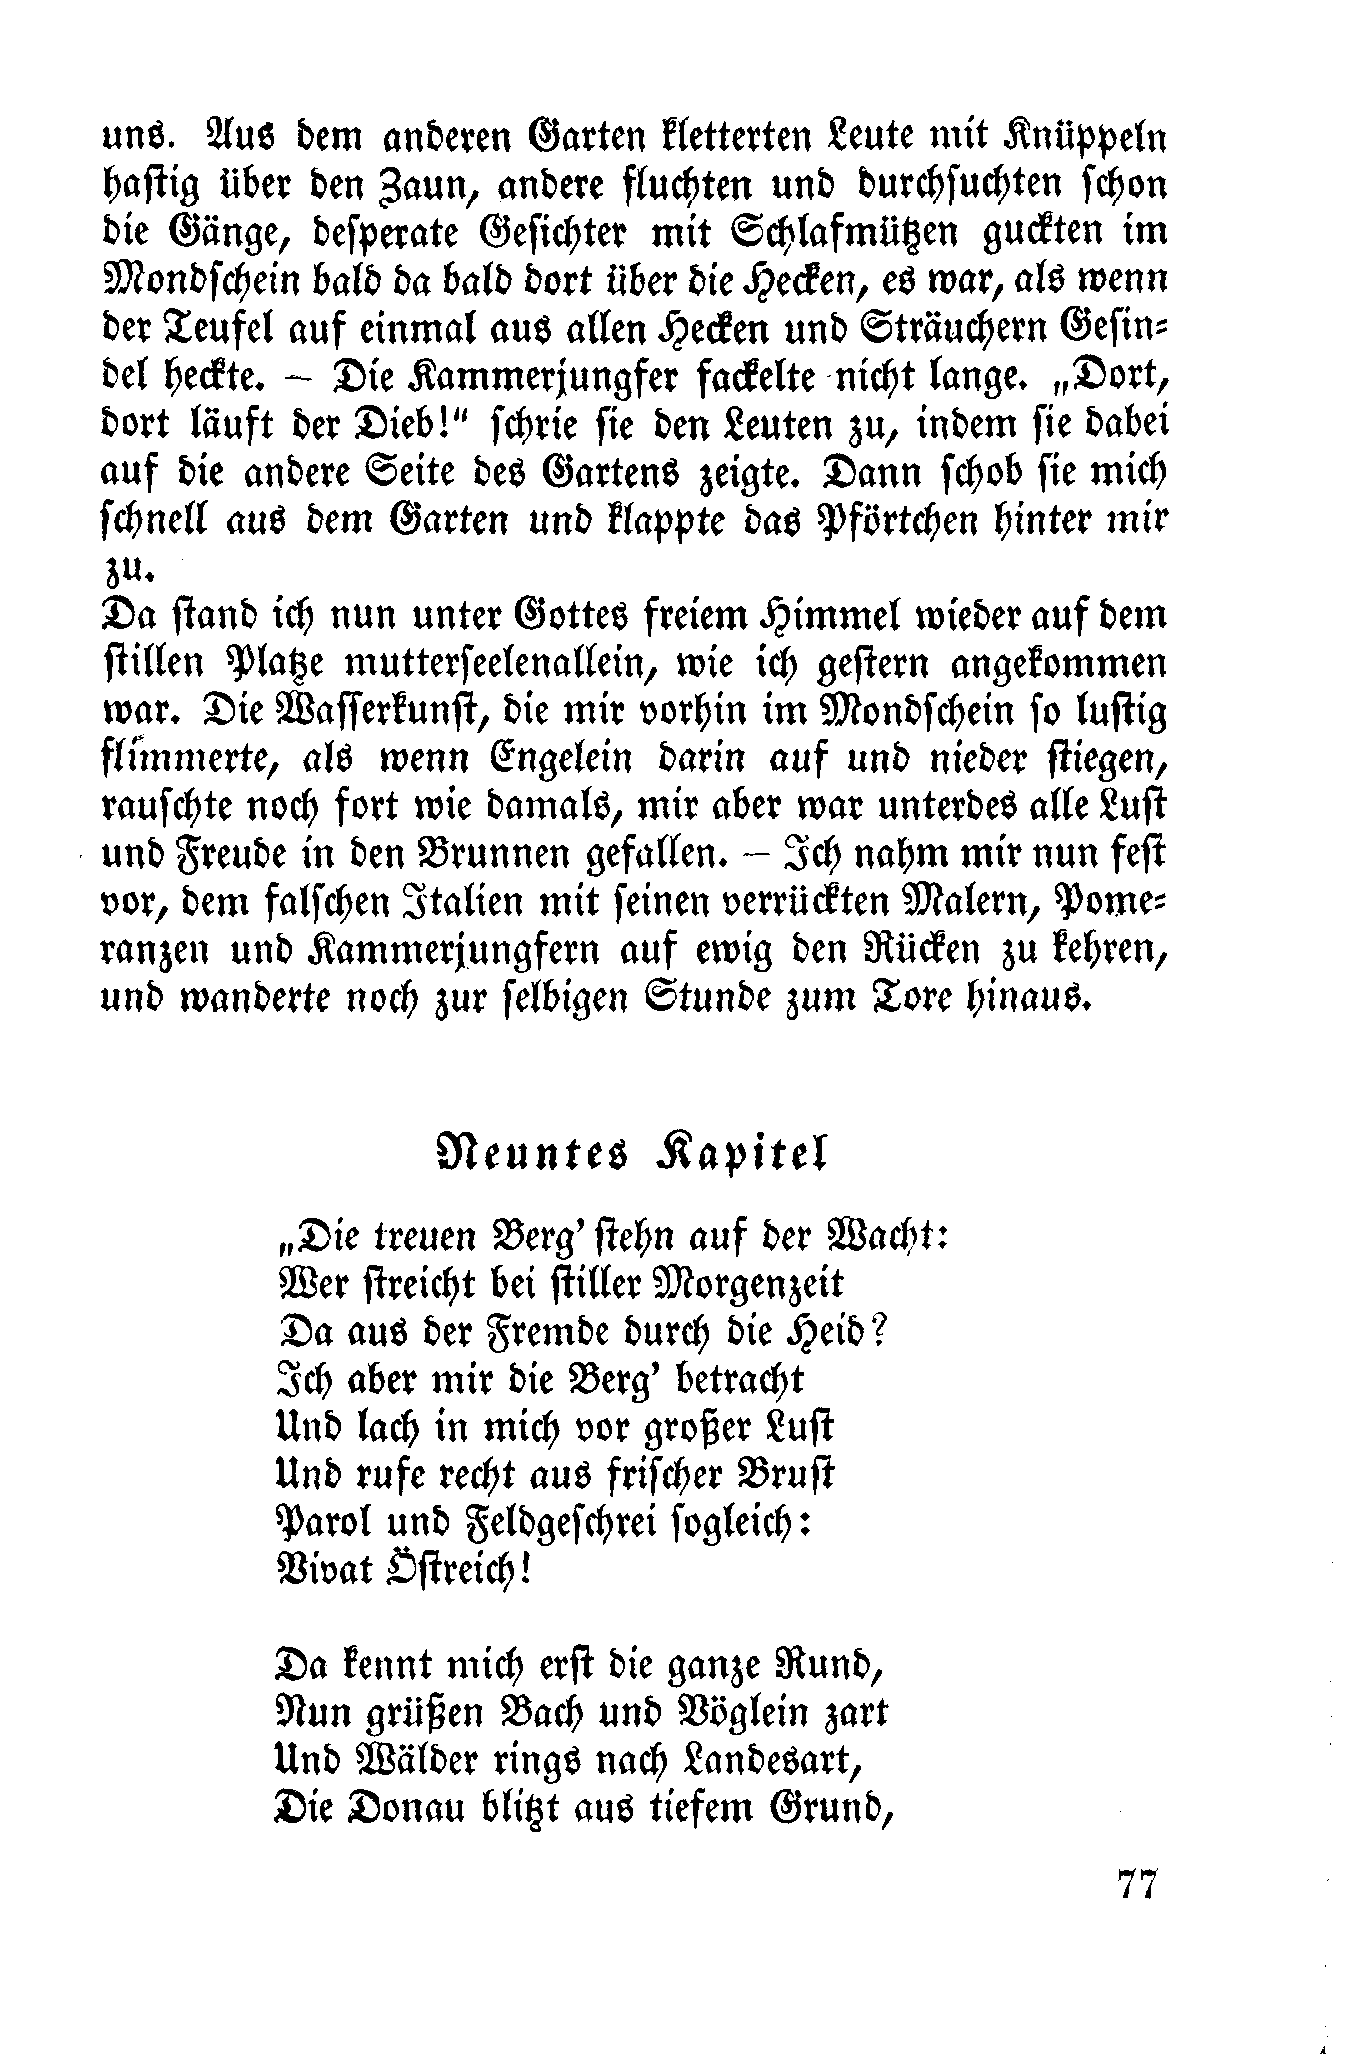 uns. Aus dem anderen Garten kletterten Leute mit Knüppeln
hastig über den Zaun, andere fluchten und durchsuchten schon
die Gänge, desperate Gesichter mit Schlafmützen guckten im
Mondschein bald da bald dort über die Hecken, es war, als wenn
der Teufel auf einmal aus allen Hecken und Sträuchern Gesin-
del heckte. – Die Kammerjungfer fackelte nicht lange. „Dort,
dort läuft der Dieb!“ schrie sie den Leuten zu, indem sie dabei
auf die andere Seite des Gartens zeigte. Dann schob sie mich
schnell aus dem Garten und klappte das Pförtchen hinter mir
zu.
Da stand ich nun unter Gottes freiem Himmel wieder auf dem
stillen Platze mutterseelenallein, wie ich gestern angekommen
war. Die Wasserkunst, die mir vorhin im Mondschein so lustig
flimmerte, als wenn Engelein darin auf und nieder stiegen,
rauschte noch fort wie damals, mir aber war unterdes alle Lust
und Freude in den Brunnen gefallen. – Ich nahm mir nun fest
vor, dem falschen Italien mit seinen verrückten Malern, Pome-
ranzen und Kammerjungfern auf ewig den Rücken zu kehren,
und wanderte noch zur selbigen Stunde zum Tore hinaus.
Neuntes Kapitel
„Die treuen Berg’ stehn auf der Wacht:
Wer streicht bei stiller Morgenzeit
Da aus der Fremde durch die Heid?
Ich aber mir die Berg’ betracht
Und lach in mich vor großer Lust
Und rufe recht aus frischer Brust
Parol und Feldgeschrei sogleich:
Vivat Östreich!
Da kennt mich erst die ganze Rund,
Nun grüßen Bach und Vöglein zart
Und Wälder rings nach Landesart,
Die Donau blitzt aus tiefem Grund,
77